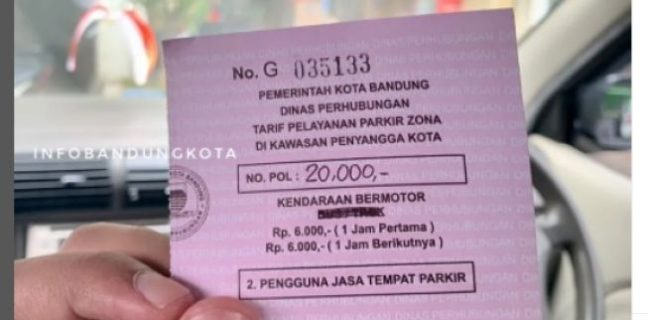 No. G 035133
PEMERINTAH KOTA BANDUNG
DINAS PERHUBUNGAN
TARIF PELAYANAN PARKIR ZONA
DI KAWASAN PENYANGGA KOTA
INFOBANDUNGKOTA
NO. POL : 20.000,-
KENDARAAN BERMOTOR
Rp. 6.000,- ( 1 Jam Pertama )
Rp. 6.000,- ( 1 Jam Berikutnya )
2. PENGGUNA JASA TEMPAT PARKIR